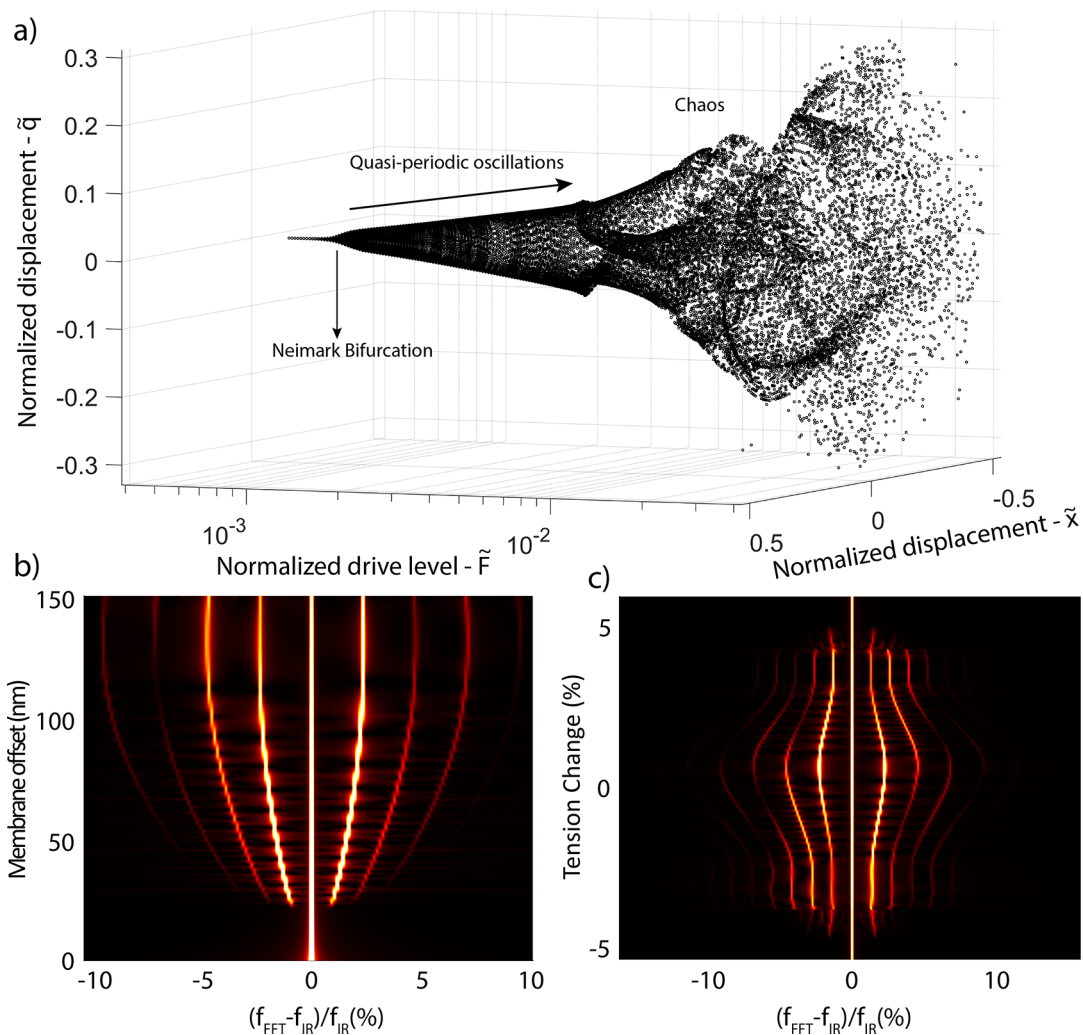 a)
0.3
0.2
0.1
0
-0.1
-0.2
-0.3
Normalized displacement - q̃
Chaos
Quasi-periodic oscillations
Neimark Bifurcation
10⁻³
10⁻²
0.5
0
-0.5
Normalized drive level - F̃
Normalized displacement - x̃
b)
150
100
50
0
Membrane offset (nm)
-10
-5
0
5
10
(f_FFT-f_IR)/f_IR(%)
c)
5
0
-5
Tension Change (%)
-10
0
10
(f_FFT-f_IR)/f_IR(%)